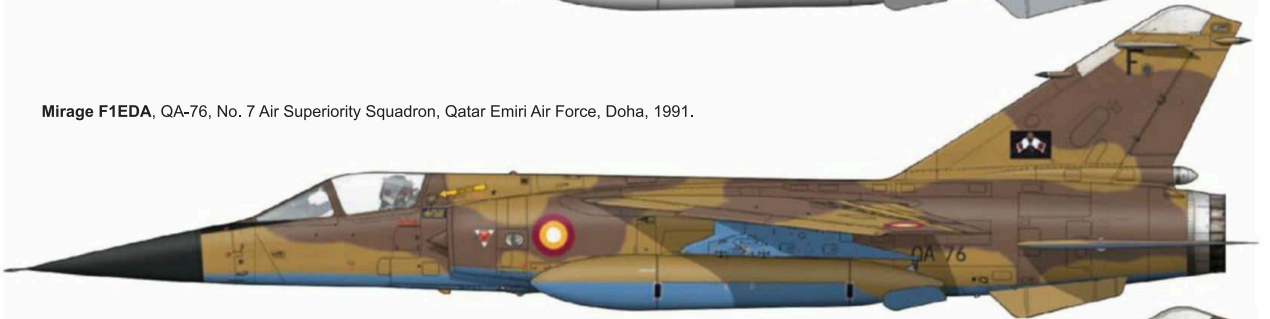 Mirage F1EDA, QA-76, No. 7 Air Superiority Squadron, Qatar Emiri Air Force, Doha, 1991.
F
QA 76